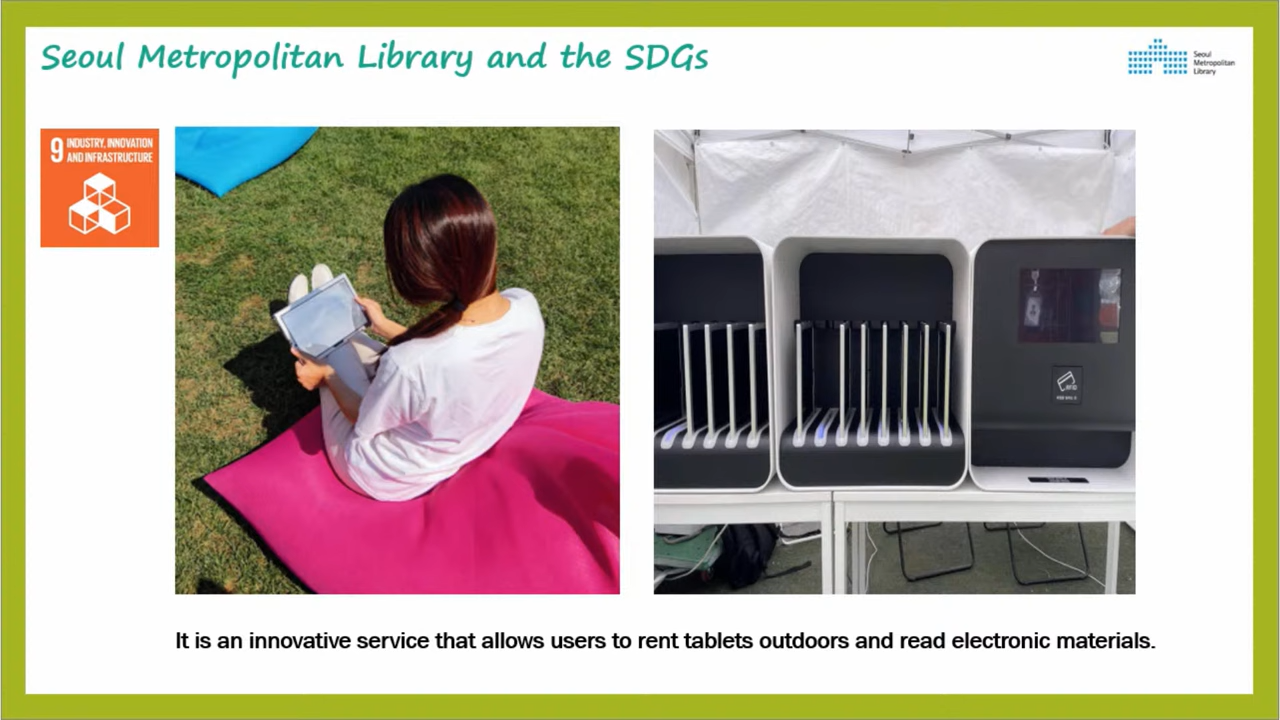 Seoul Metropolitan Library and the SDGs
Seoul
Metropolitan
Library
9 INDUSTRY, INNOVATION
AND INFRASTRUCTURE
It is an innovative service that allows users to rent tablets outdoors and read electronic materials.